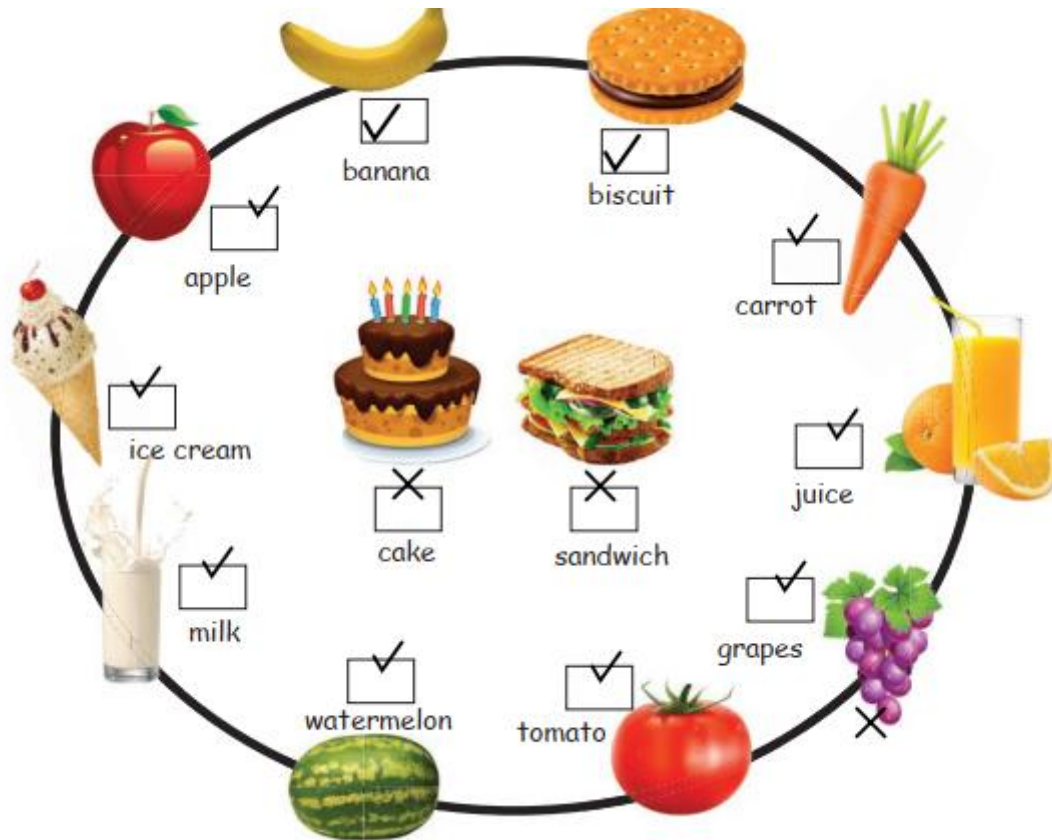 banana
biscuit
apple
carrot
ice cream
juice
cake
sandwich
milk
grapes
watermelon
tomato